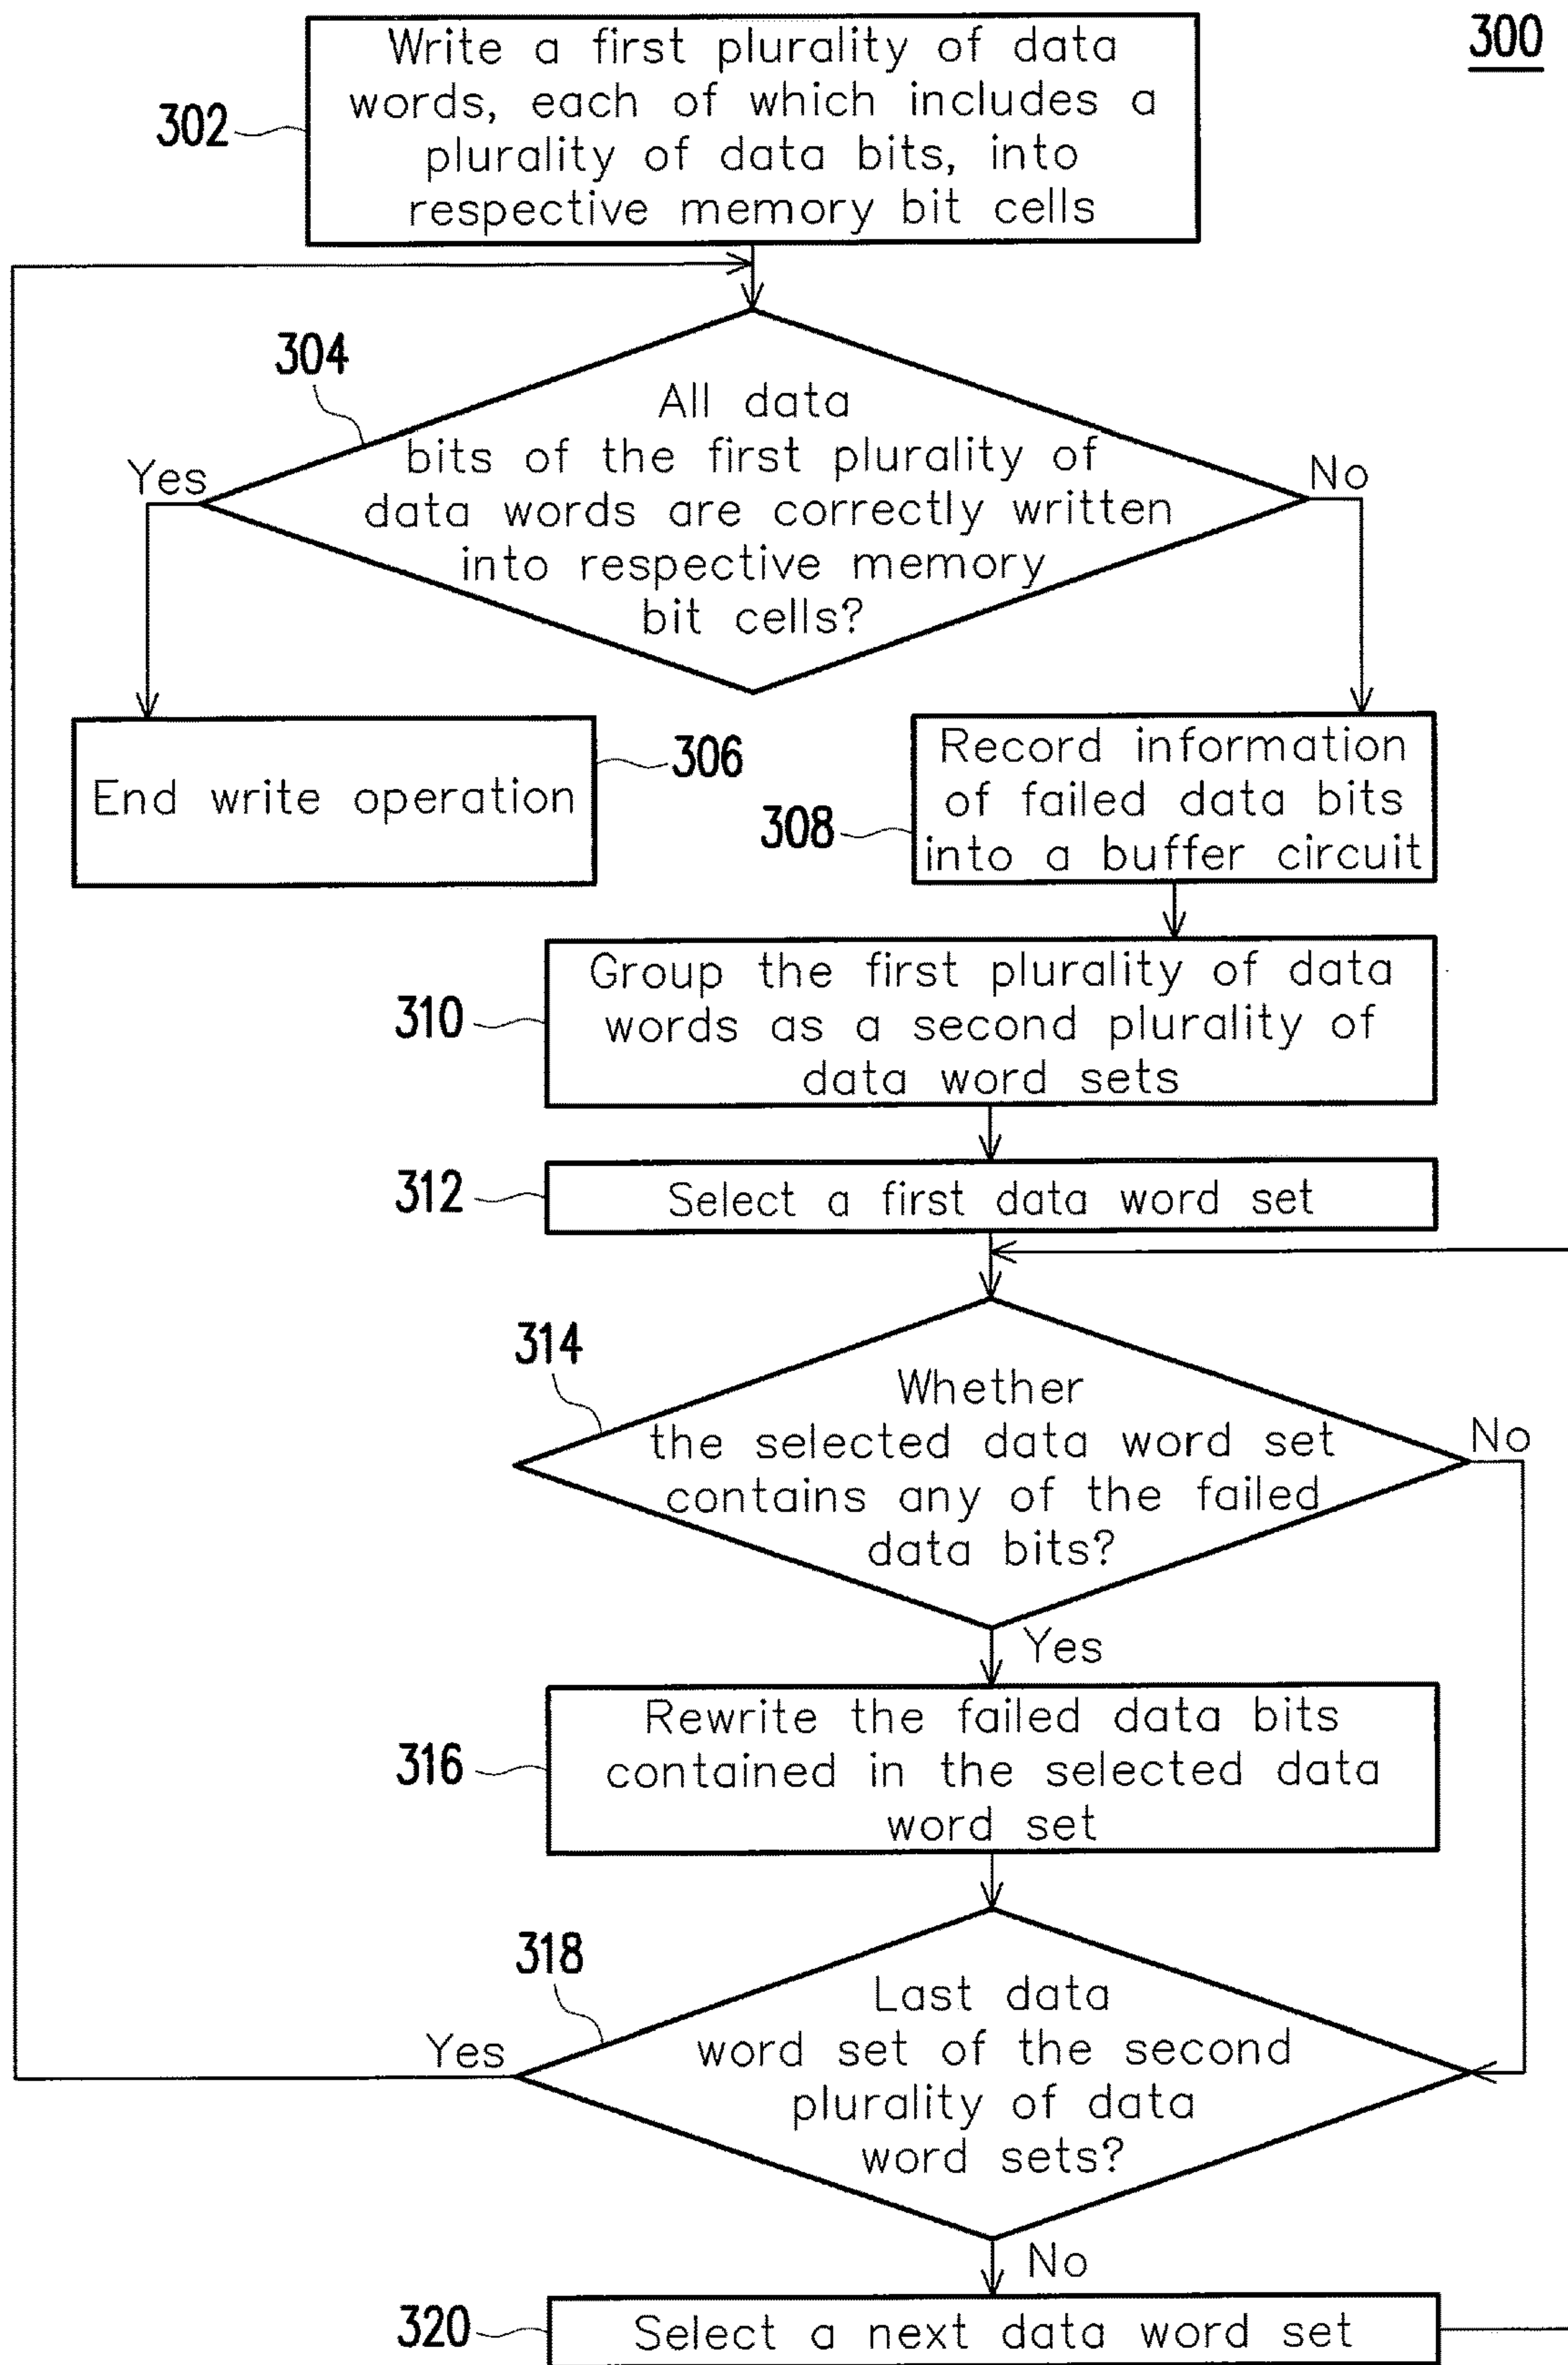 300
Write a first plurality of data
words, each of which includes a
plurality of data bits, into
respective memory bit cells
302
304
All data
bits of the first plurality of
data words are correctly written
into respective memory
bit cells?
Yes
No
End write operation
306
Record information
of failed data bits
into a buffer circuit
308
Group the first plurality of data
words as a second plurality of
data word sets
310
Select a first data word set
312
314
Whether
the selected data word set
contains any of the failed
data bits?
No
Yes
Rewrite the failed data bits
contained in the selected data
word set
316
318
Last data
word set of the second
plurality of data
word sets?
Yes
No
Select a next data word set
320